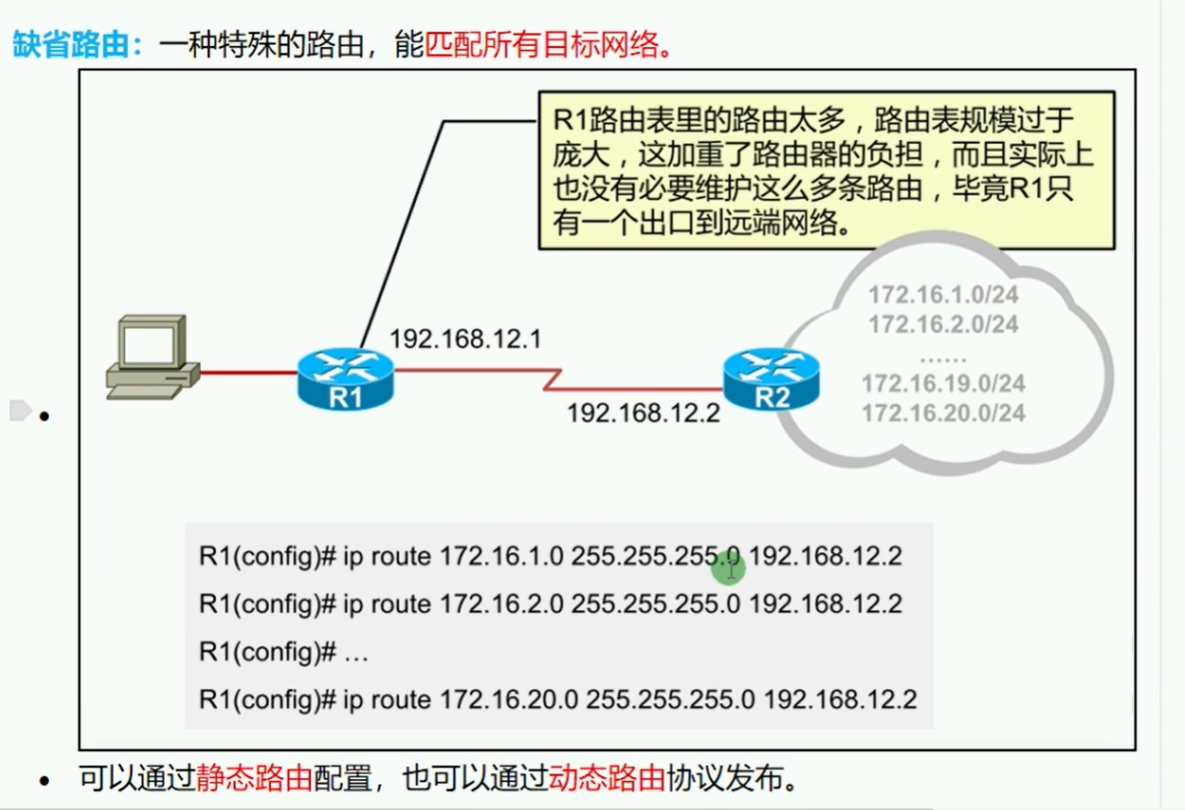 缺省路由：一种特殊的路由，能匹配所有目标网络。
R1路由表里的路由太多，路由表规模过于
庞大，这加重了路由器的负担，而且实际上
也没有必要维护这么多条路由，毕竟R1只
有一个出口到远端网络。
172.16.1.0/24
172.16.2.0/24
......
172.16.19.0/24
172.16.20.0/24
192.168.12.1
R1
R2
192.168.12.2
R1(config)# ip route 172.16.1.0 255.255.255.0 192.168.12.2
R1(config)# ip route 172.16.2.0 255.255.255.0 192.168.12.2
R1(config)# …
R1(config)# ip route 172.16.20.0 255.255.255.0 192.168.12.2
• 可以通过静态路由配置，也可以通过动态路由协议发布。